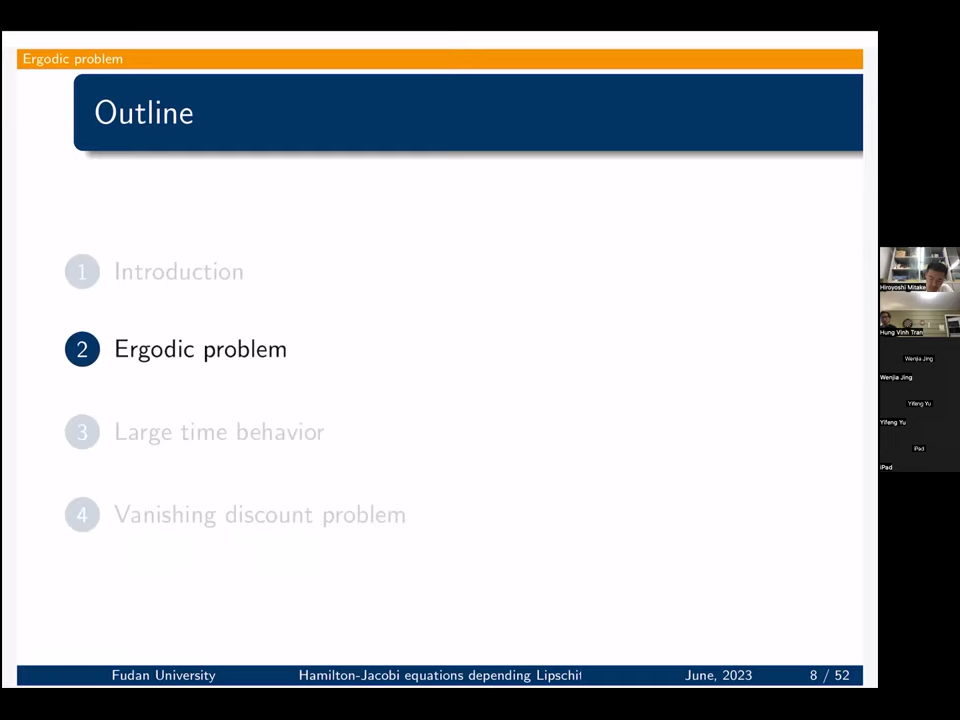 Ergodic problem
Outline
1 Introduction
2 Ergodic problem
3 Large time behavior
4 Vanishing discount problem
Fudan University Hamilton-Jacobi equations depending Lipschit June, 2023 8 / 52
Hiroyoshi Mitake
Hung Vinh Tran
Wenjia Jing
Wenjia Jing
Yifeng Yu
Yifeng Yu
iPad
iPad